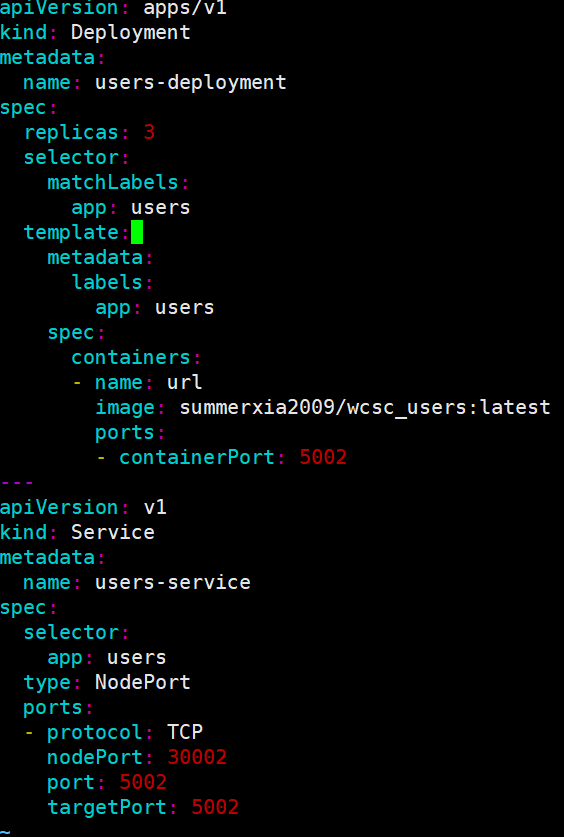 apiVersion: apps/v1
kind: Deployment
metadata:
  name: users-deployment
spec:
  replicas: 3
  selector:
    matchLabels:
      app: users
  template:
    metadata:
      labels:
        app: users
    spec:
      containers:
      - name: url
        image: summerxia2009/wcsc_users:latest
        ports:
        - containerPort: 5002
---
apiVersion: v1
kind: Service
metadata:
  name: users-service
spec:
  selector:
    app: users
  type: NodePort
  ports:
  - protocol: TCP
    nodePort: 30002
    port: 5002
    targetPort: 5002
~